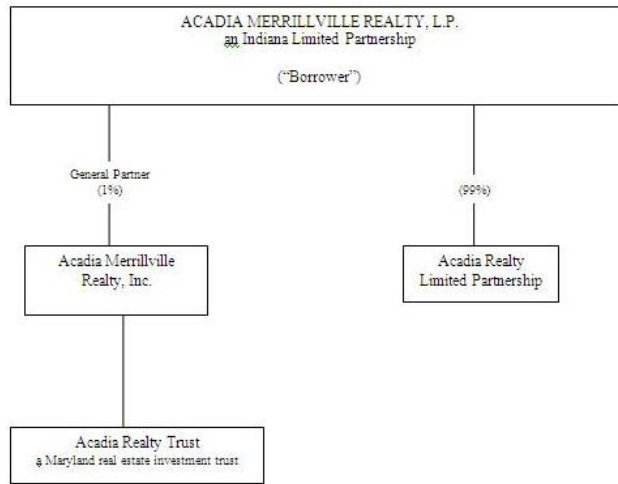 ACADIA MERRILLVILLE REALTY, L.P.
an Indiana Limited Partnership
(“Borrower”)
General Partner
(1%)
(99%)
Acadia Merrillville
Realty, Inc.
Acadia Realty
Limited Partnership
Acadia Realty Trust
a Maryland real estate investment trust